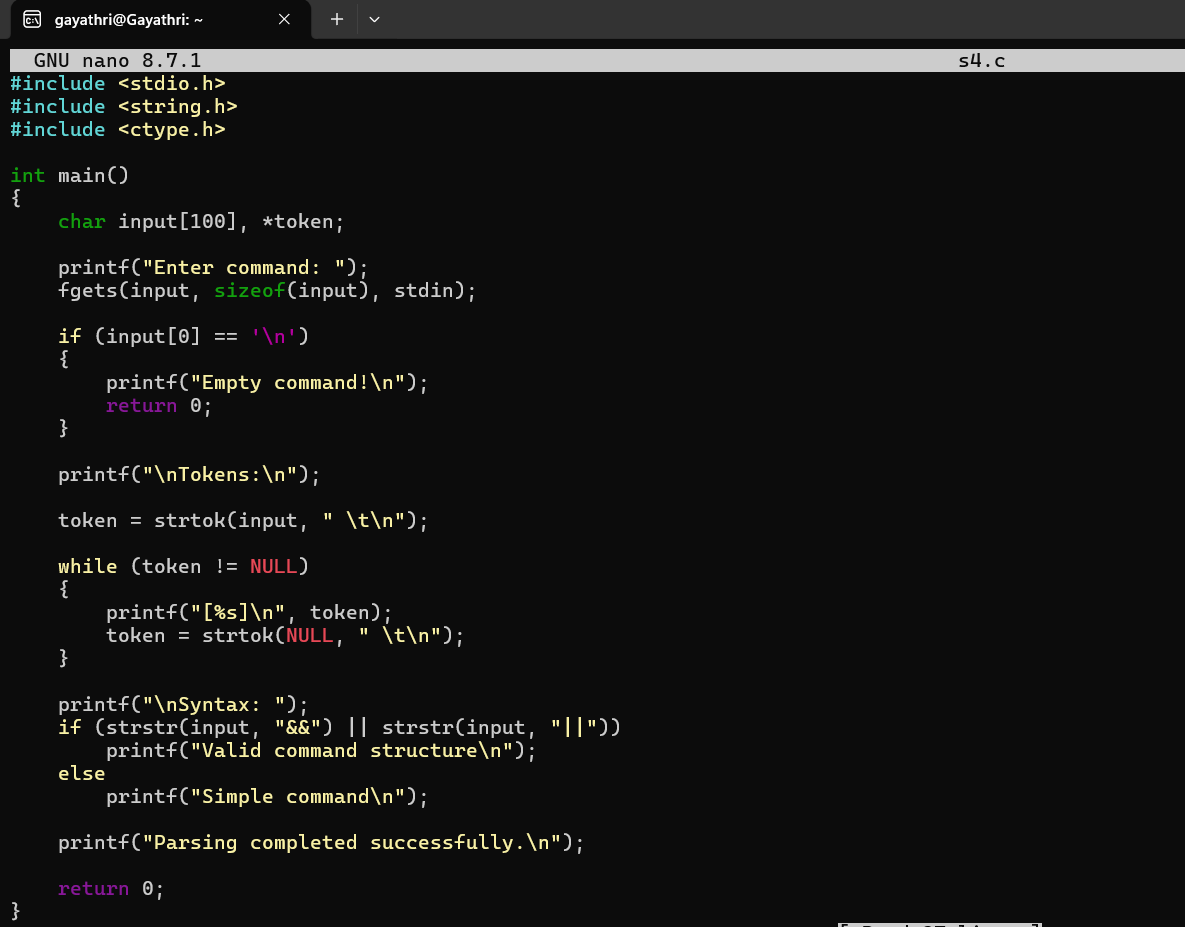 gayathri@Gayathri: ~
GNU nano 8.7.1 s4.c
#include <stdio.h>
#include <string.h>
#include <ctype.h>

int main()
{
    char input[100], *token;

    printf("Enter command: ");
    fgets(input, sizeof(input), stdin);

    if (input[0] == '\n')
    {
        printf("Empty command!\n");
        return 0;
    }

    printf("\nTokens:\n");

    token = strtok(input, " \t\n");

    while (token != NULL)
    {
        printf("[%s]\n", token);
        token = strtok(NULL, " \t\n");
    }

    printf("\nSyntax: ");
    if (strstr(input, "&&") || strstr(input, "||"))
        printf("Valid command structure\n");
    else
        printf("Simple command\n");

    printf("Parsing completed successfully.\n");

    return 0;
}